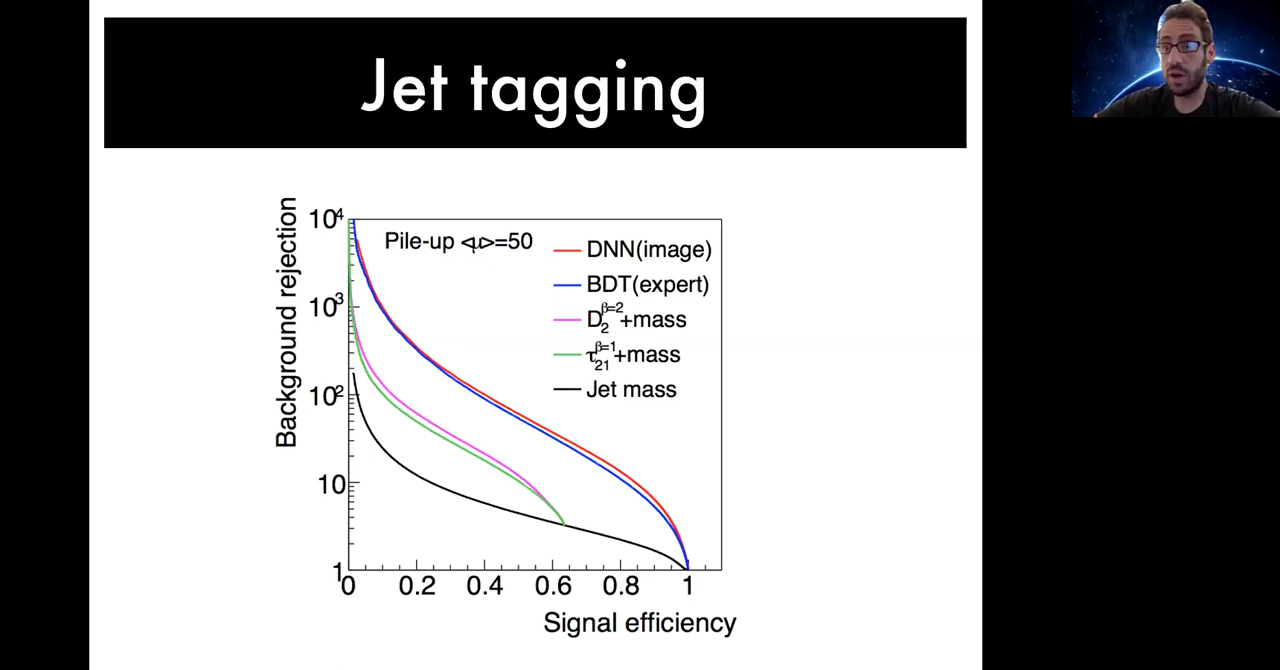 Jet tagging
Background rejection
10⁴
10³
10²
10
1
Pile-up <μ>=50
DNN(image)
BDT(expert)
D₂^β=2+mass
τ₂₁^β=1+mass
Jet mass
0 0.2 0.4 0.6 0.8 1
Signal efficiency